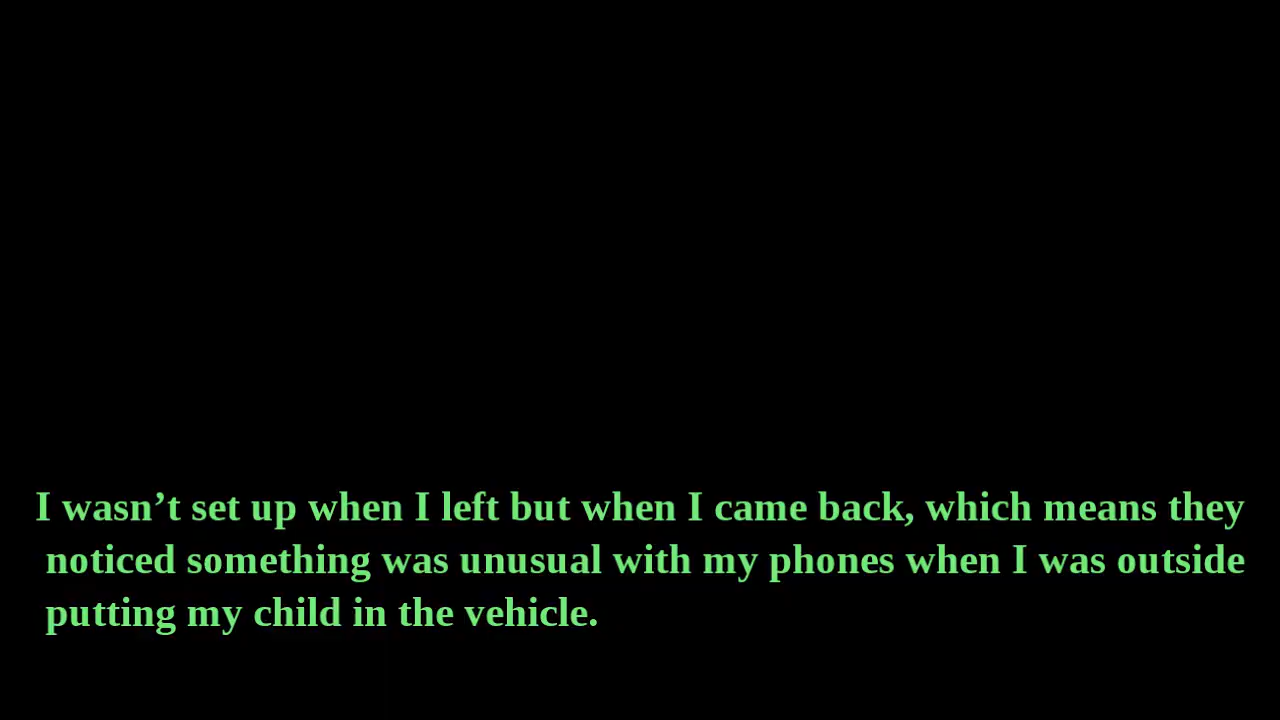 I wasn’t set up when I left but when I came back, which means they
noticed something was unusual with my phones when I was outside
putting my child in the vehicle.